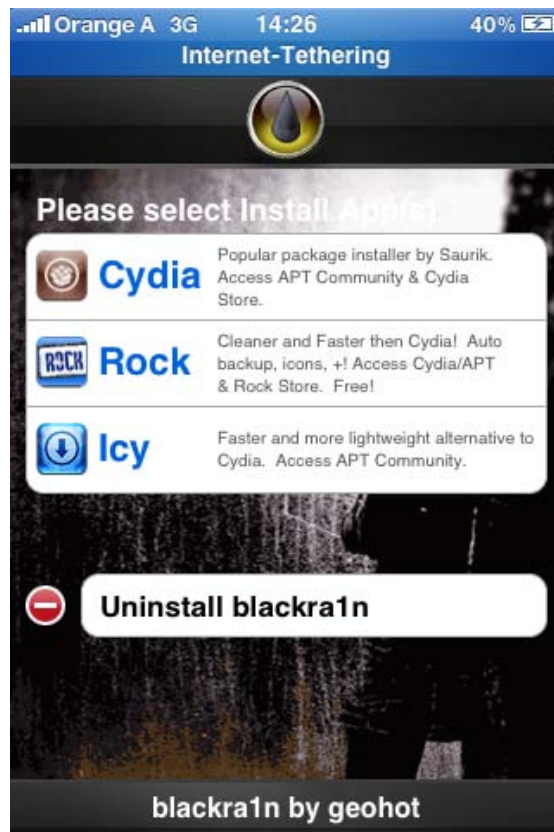 Orange A 3G 14:26 40%
Internet-Tethering
Please select Install App(s)
Cydia
Popular package installer by Saurik.
Access APT Community & Cydia
Store.
ROCK
Rock
Cleaner and Faster then Cydia! Auto
backup, icons, +! Access Cydia/APT
& Rock Store. Free!
Icy
Faster and more lightweight alternative to
Cydia. Access APT Community.
Uninstall blackra1n
blackra1n by geohot